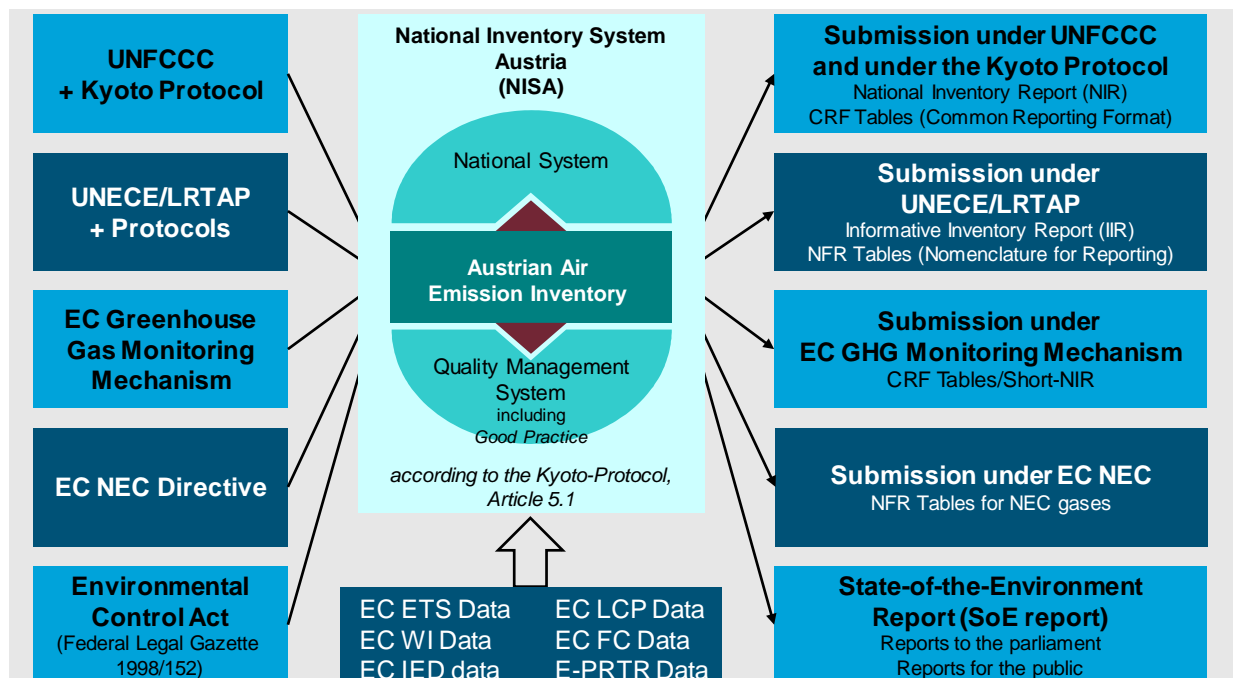 UNFCCC
+ Kyoto Protocol
UNECE/LRTAP
+ Protocols
EC Greenhouse
Gas Monitoring
Mechanism
EC NEC Directive
Environmental
Control Act
(Federal Legal Gazette
1998/152)
National Inventory System
Austria
(NISA)
National System
Austrian Air
Emission Inventory
Quality Management
System
including
Good Practice
according to the Kyoto-Protocol,
Article 5.1
EC ETS Data EC LCP Data
EC WI Data EC FC Data
EC IED data E-PRTR Data
Submission under UNFCCC
and under the Kyoto Protocol
National Inventory Report (NIR)
CRF Tables (Common Reporting Format)
Submission under
UNECE/LRTAP
Informative Inventory Report (IIR)
NFR Tables (Nomenclature for Reporting)
Submission under
EC GHG Monitoring Mechanism
CRF Tables/Short-NIR
Submission under EC NEC
NFR Tables for NEC gases
State-of-the-Environment
Report (SoE report)
Reports to the parliament
Reports for the public